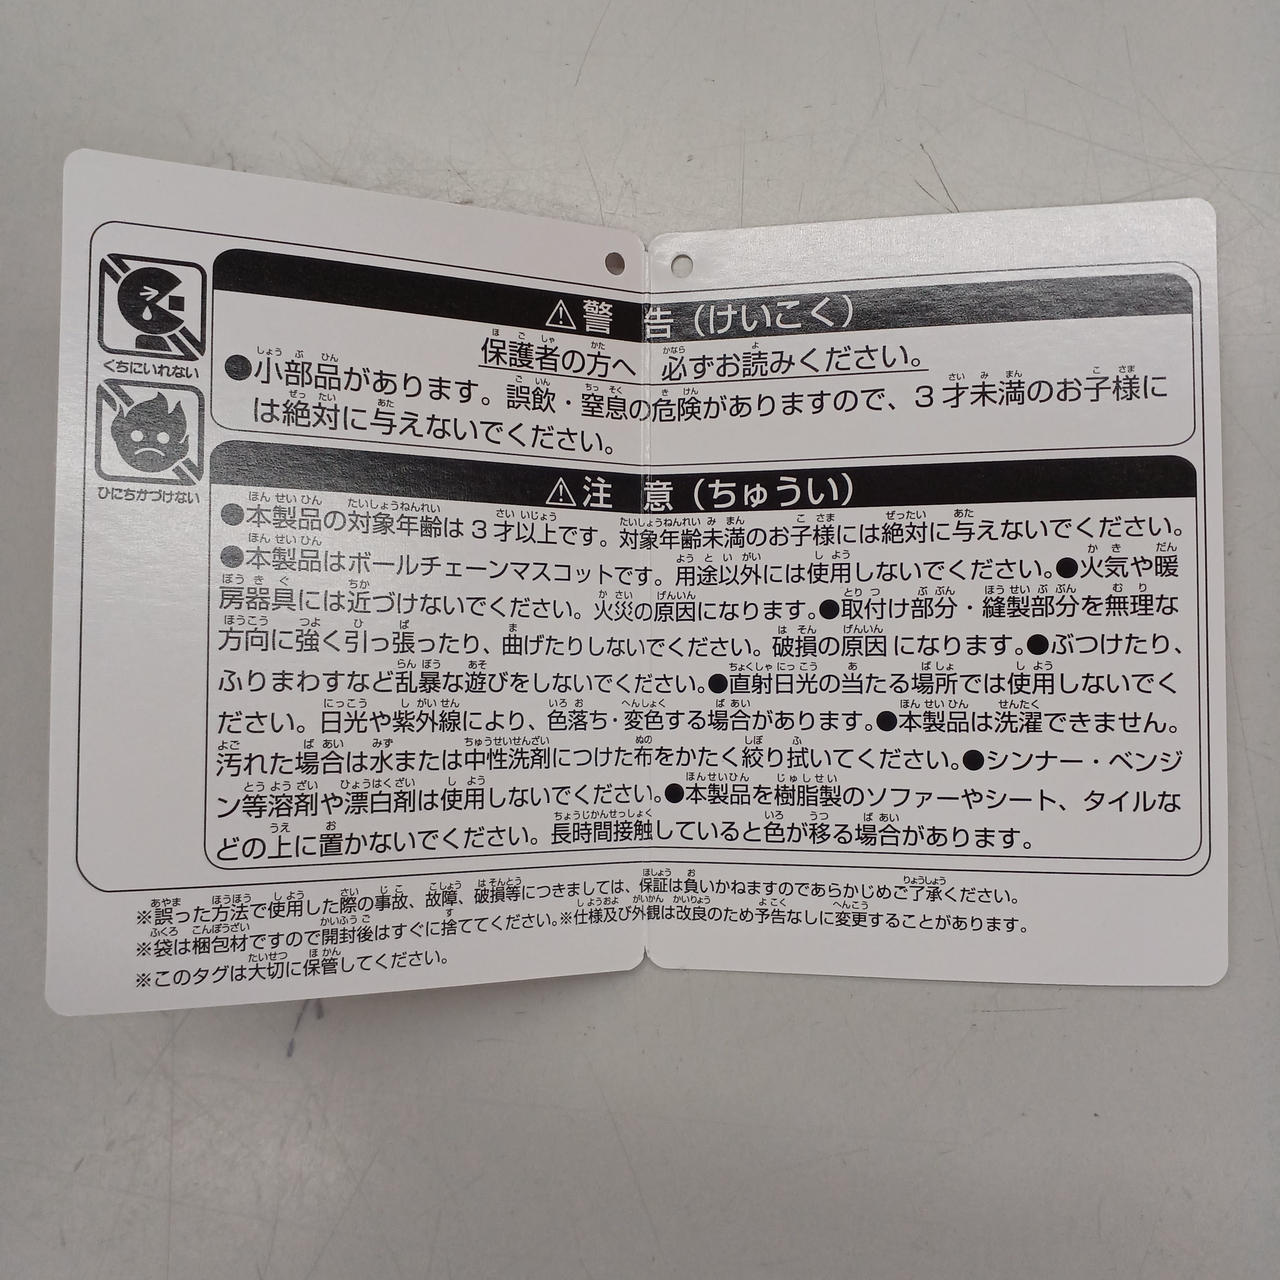 くちにいれない
ひにちかづけない
⚠警告（けいこく）
保護者の方へ 必ずお読みください。
●小部品があります。誤飲・窒息の危険がありますので、3才未満のお子様に
は絶対に与えないでください。
⚠注意（ちゅうい）
●本製品の対象年齢は3才以上です。対象年齢未満のお子様には絶対に与えないでください。
●本製品はボールチェーンマスコットです。用途以外には使用しないでください。●火気や暖
房器具には近づけないでください。火災の原因になります。●取付け部分・縫製部分を無理な
方向に強く引っ張ったり、曲げたりしないでください。破損の原因になります。●ぶつけたり、
ふりまわすなど乱暴な遊びをしないでください。●直射日光の当たる場所では使用しないでく
ださい。日光や紫外線により、色落ち・変色する場合があります。●本製品は洗濯できません。
汚れた場合は水または中性洗剤につけた布をかたく絞り拭いてください。●シンナー・ベンジ
ン等溶剤や漂白剤は使用しないでください。●本製品を樹脂製のソファーやシート、タイルな
どの上に置かないでください。長時間接触していると色が移る場合があります。
※誤った方法で使用した際の事故、故障、破損等につきましては、保証は負いかねますのであらかじめご了承ください。
※袋は梱包材ですので開封後はすぐに捨ててください。※仕様及び外観は改良のため予告なしに変更することがあります。
※このタグは大切に保管してください。